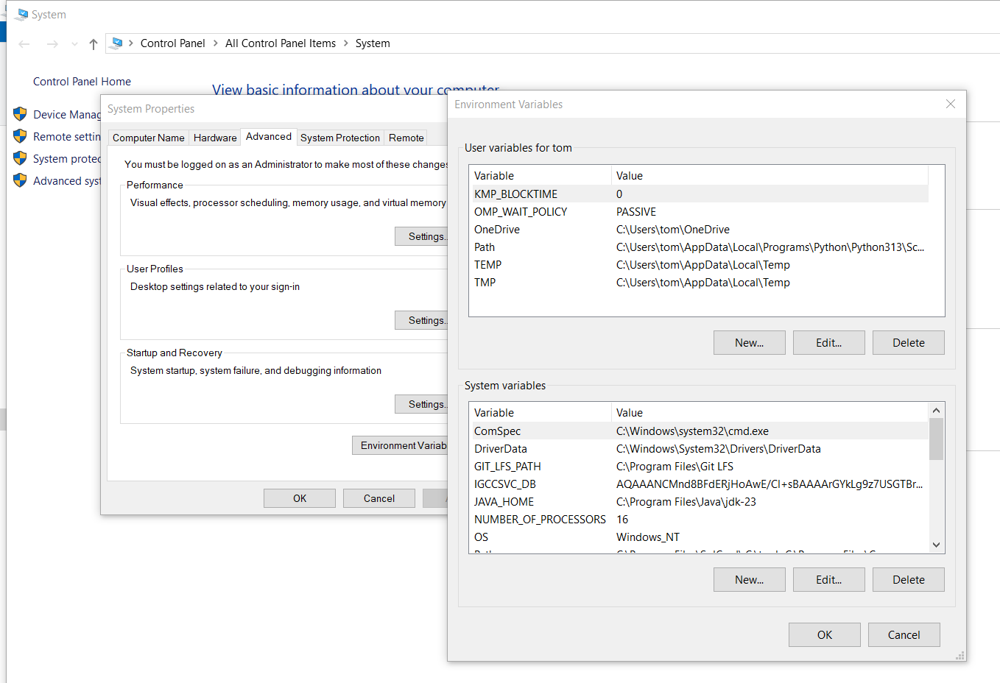 System
Control Panel > All Control Panel Items > System
Control Panel Home
View basic information about your computer
Device Manag
Remote settin
System protec
Advanced syst
System Properties
Computer Name Hardware Advanced System Protection Remote
You must be logged on as an Administrator to make most of these changes
Performance
Visual effects, processor scheduling, memory usage, and virtual memory
Settings..
User Profiles
Desktop settings related to your sign-in
Settings..
Startup and Recovery
System startup, system failure, and debugging information
Settings..
Environment Variab
OK Cancel
Environment Variables
User variables for tom
Variable Value
KMP_BLOCKTIME 0
OMP_WAIT_POLICY PASSIVE
OneDrive C:\Users\tom\OneDrive
Path C:\Users\tom\AppData\Local\Programs\Python\Python313\Sc...
TEMP C:\Users\tom\AppData\Local\Temp
TMP C:\Users\tom\AppData\Local\Temp
New... Edit... Delete
System variables
Variable Value
ComSpec C:\Windows\system32\cmd.exe
DriverData C:\Windows\System32\Drivers\DriverData
GIT_LFS_PATH C:\Program Files\Git LFS
IGCCSVC_DB AQAAANCMnd8BFdERjHoAwE/Cl+sBAAAArGYkLg9z7USGTBr...
JAVA_HOME C:\Program Files\Java\jdk-23
NUMBER_OF_PROCESSORS 16
OS Windows_NT
New... Edit... Delete
OK Cancel